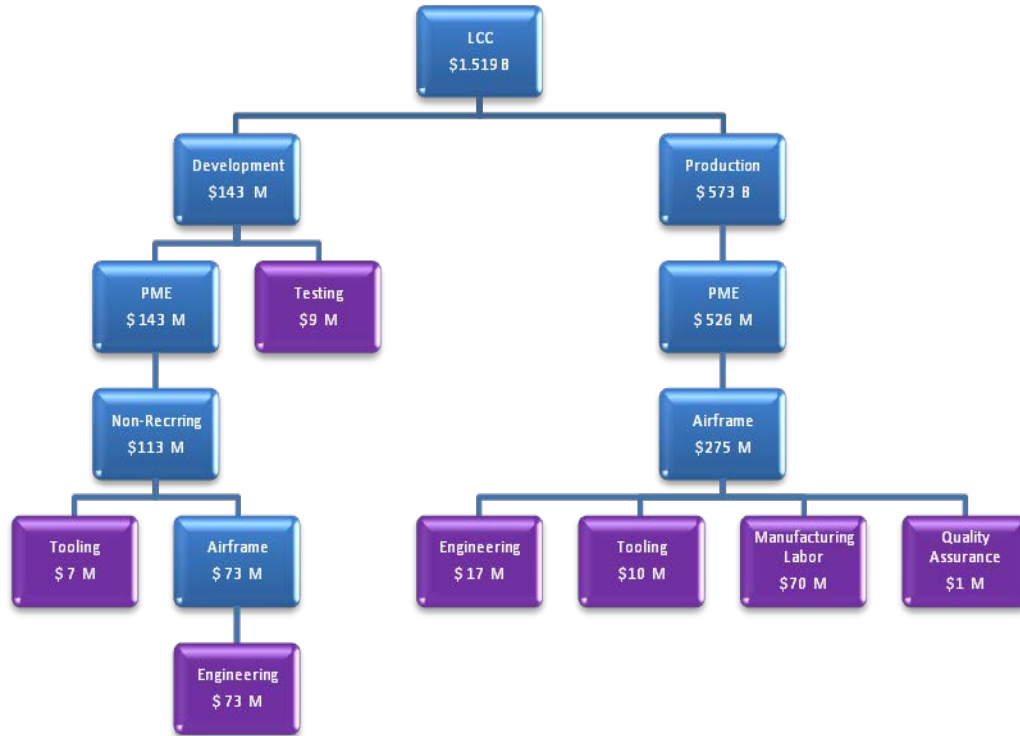 LCC
$1.519 B
Development
$143 M
Production
$573 B
PME
$143 M
Testing
$9 M
PME
$526 M
Non-Recrring
$113 M
Airframe
$275 M
Tooling
$7 M
Airframe
$73 M
Engineering
$17 M
Tooling
$10 M
Manufacturing
Labor
$70 M
Quality
Assurance
$1 M
Engineering
$73 M